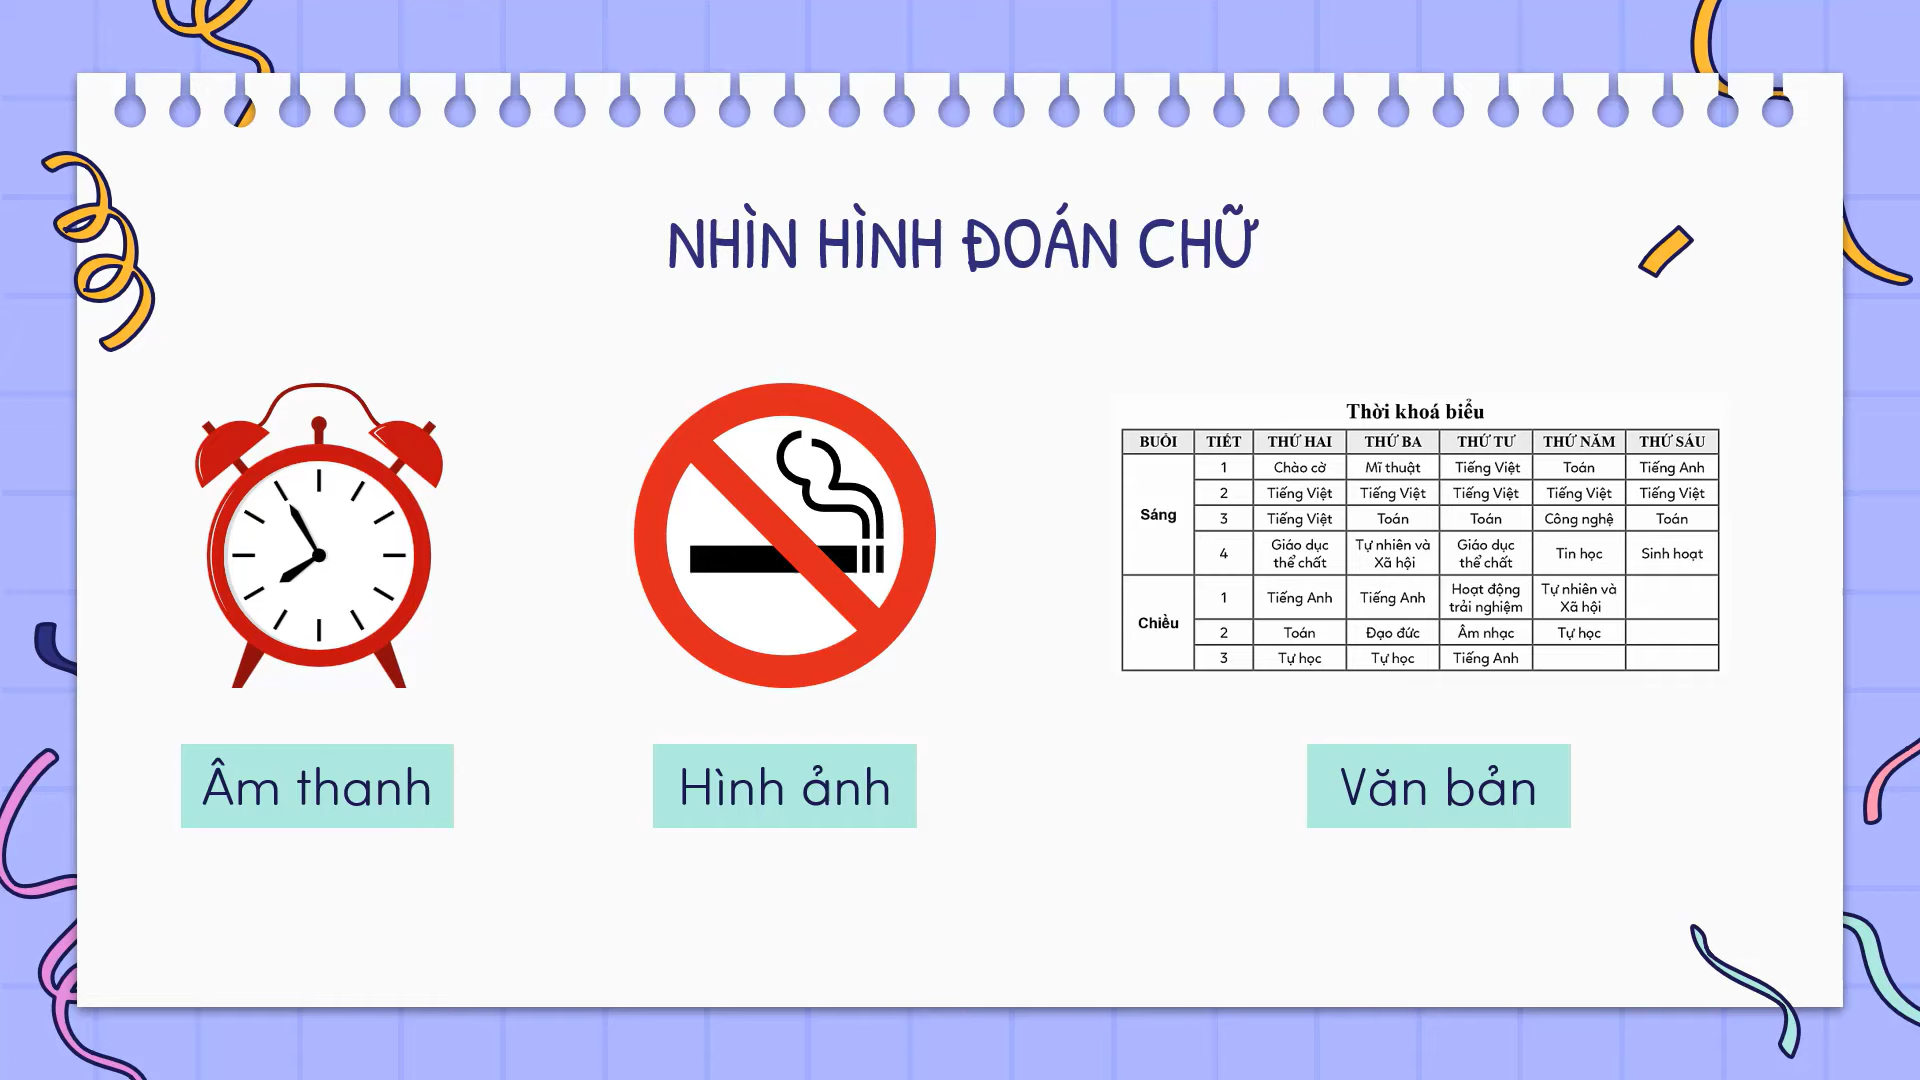 NHÌN HÌNH ĐOÁN CHỮ
Thời khoá biểu
BUỔI TIẾT THỨ HAI THỨ BA THỨ TƯ THỨ NĂM THỨ SÁU
Sáng
1 Chào cờ Mĩ thuật Tiếng Việt Toán Tiếng Anh
2 Tiếng Việt Tiếng Việt Tiếng Việt Tiếng Việt Tiếng Việt
3 Tiếng Việt Toán Toán Công nghệ Toán
4 Giáo dục thể chất Tự nhiên và Xã hội Giáo dục thể chất Tin học Sinh hoạt
Chiều
1 Tiếng Anh Tiếng Anh Hoạt động trải nghiệm Tự nhiên và Xã hội
2 Toán Đạo đức Âm nhạc Tự học
3 Tự học Tự học Tiếng Anh
Âm thanh
Hình ảnh
Văn bản